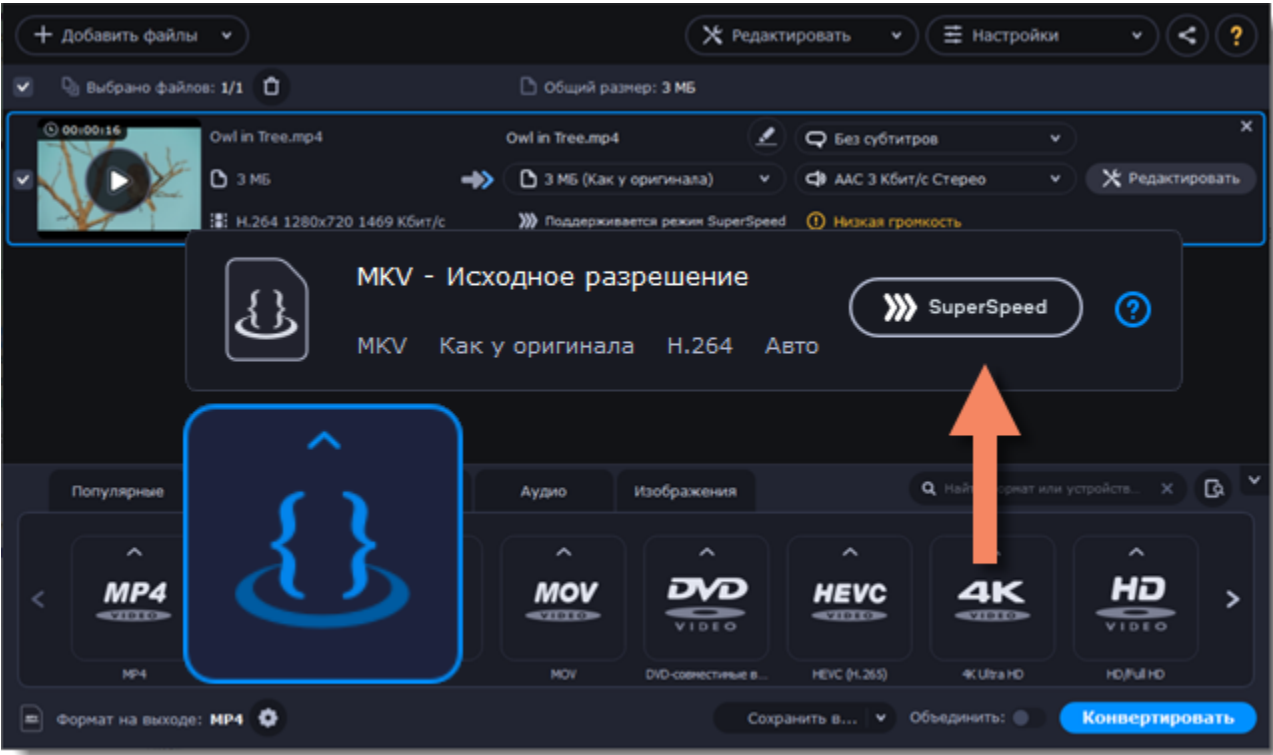 Добавить файлы
Редактировать
Настройки
?
Выбрано файлов: 1/1
Общий размер: 3 МБ
00:00:16
Owl in Tree.mp4
Owl in Tree.mp4
Без субтитров
3 МБ
3 МБ (Как у оригинала)
AAC 3 Кбит/с Стерео
Редактировать
H.264 1280x720 1469 Кбит/с
Поддерживается режим SuperSpeed
Низкая громкость
MKV - Исходное разрешение
SuperSpeed
?
MKV Как у оригинала H.264 Авто
Популярные
Аудио
Изображения
или устройств...
MP4
VIDEO
MOV
VIDEO
DVD
VIDEO
HEVC
VIDEO
4K
VIDEO
HD
VIDEO
MP4
MOV
DVD-совместимые в...
HEVC (H.265)
4K Ultra HD
HD/Full HD
Формат на выходе: MP4
Сохранить в...
Объединить:
Конвертировать